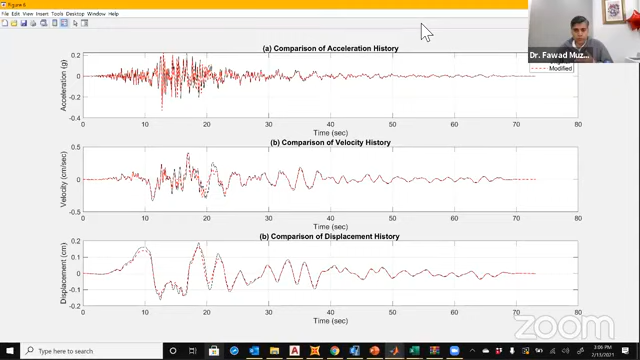 Figure 6
File Edit View Insert Tools Desktop Window Help
Dr. Fawad Muz...
Modified
(a) Comparison of Acceleration History
Acceleration (g)
0.2
0
-0.2
-0.4
0 10 20 30 40 50 60 70 80
Time (sec)
(b) Comparison of Velocity History
Velocity (cm/sec)
0.5
0
-0.5
0 10 20 30 40 50 60 70 80
Time (sec)
(b) Comparison of Displacement History
Displacement (cm)
0.2
0.1
0
-0.1
-0.2
0 10 20 30 40 50 60 70 80
Time (sec)
zoom
Type here to search
3:06 PM
2/13/2021